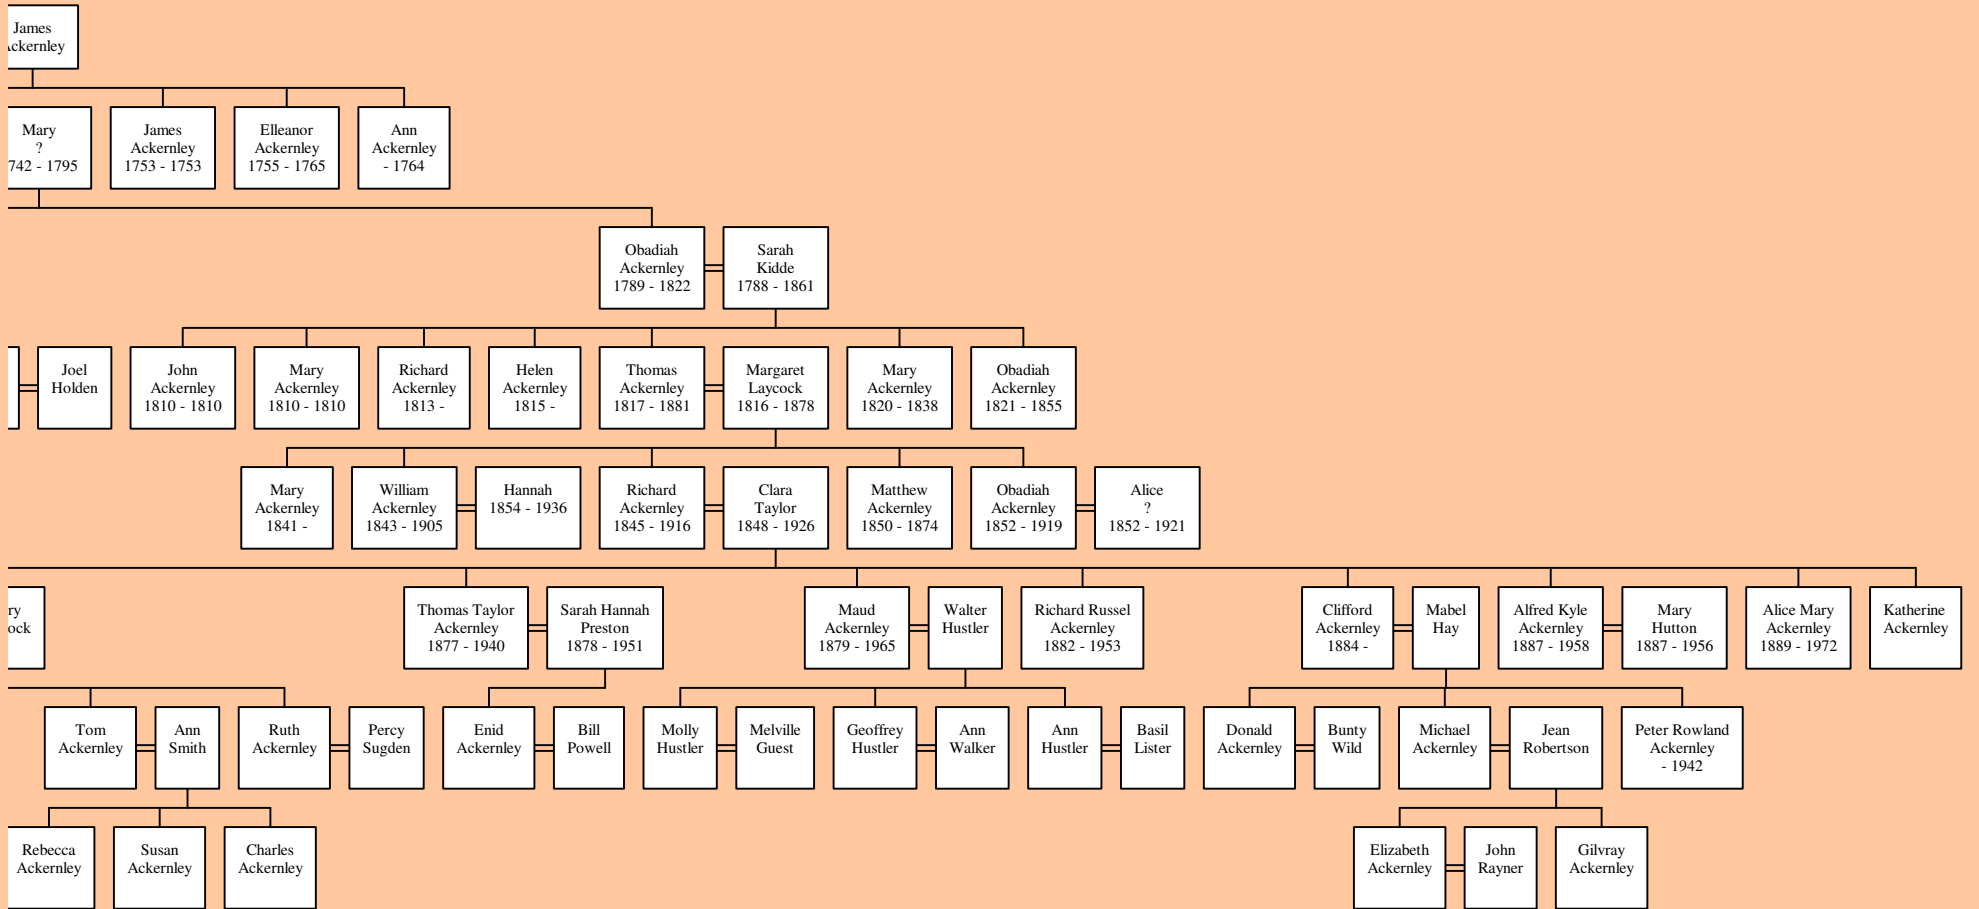 James
Ackernley
Mary
?
742 - 1795
James
Ackernley
1753 - 1753
Elleanor
Ackernley
1755 - 1765
Ann
Ackernley
- 1764
Obadiah
Ackernley
1789 - 1822
Sarah
Kidde
1788 - 1861
Joel
Holden
John
Ackernley
1810 - 1810
Mary
Ackernley
1810 - 1810
Richard
Ackernley
1813 -
Helen
Ackernley
1815 -
Thomas
Ackernley
1817 - 1881
Margaret
Laycock
1816 - 1878
Mary
Ackernley
1820 - 1838
Obadiah
Ackernley
1821 - 1855
Mary
Ackernley
1841 -
William
Ackernley
1843 - 1905
Hannah
1854 - 1936
Richard
Ackernley
1845 - 1916
Clara
Taylor
1848 - 1926
Matthew
Ackernley
1850 - 1874
Obadiah
Ackernley
1852 - 1919
Alice
?
1852 - 1921
ry
ock
Thomas Taylor
Ackernley
1877 - 1940
Sarah Hannah
Preston
1878 - 1951
Maud
Ackernley
1879 - 1965
Walter
Hustler
Richard Russel
Ackernley
1882 - 1953
Clifford
Ackernley
1884 -
Mabel
Hay
Alfred Kyle
Ackernley
1887 - 1958
Mary
Hutton
1887 - 1956
Alice Mary
Ackernley
1889 - 1972
Katherine
Ackernley
Tom
Ackernley
Ann
Smith
Ruth
Ackernley
Percy
Sugden
Enid
Ackernley
Bill
Powell
Molly
Hustler
Melville
Guest
Geoffrey
Hustler
Ann
Walker
Ann
Hustler
Basil
Lister
Donald
Ackernley
Bunty
Wild
Michael
Ackernley
Jean
Robertson
Peter Rowland
Ackernley
- 1942
Rebecca
Ackernley
Susan
Ackernley
Charles
Ackernley
Elizabeth
Ackernley
John
Rayner
Gilvray
Ackernley